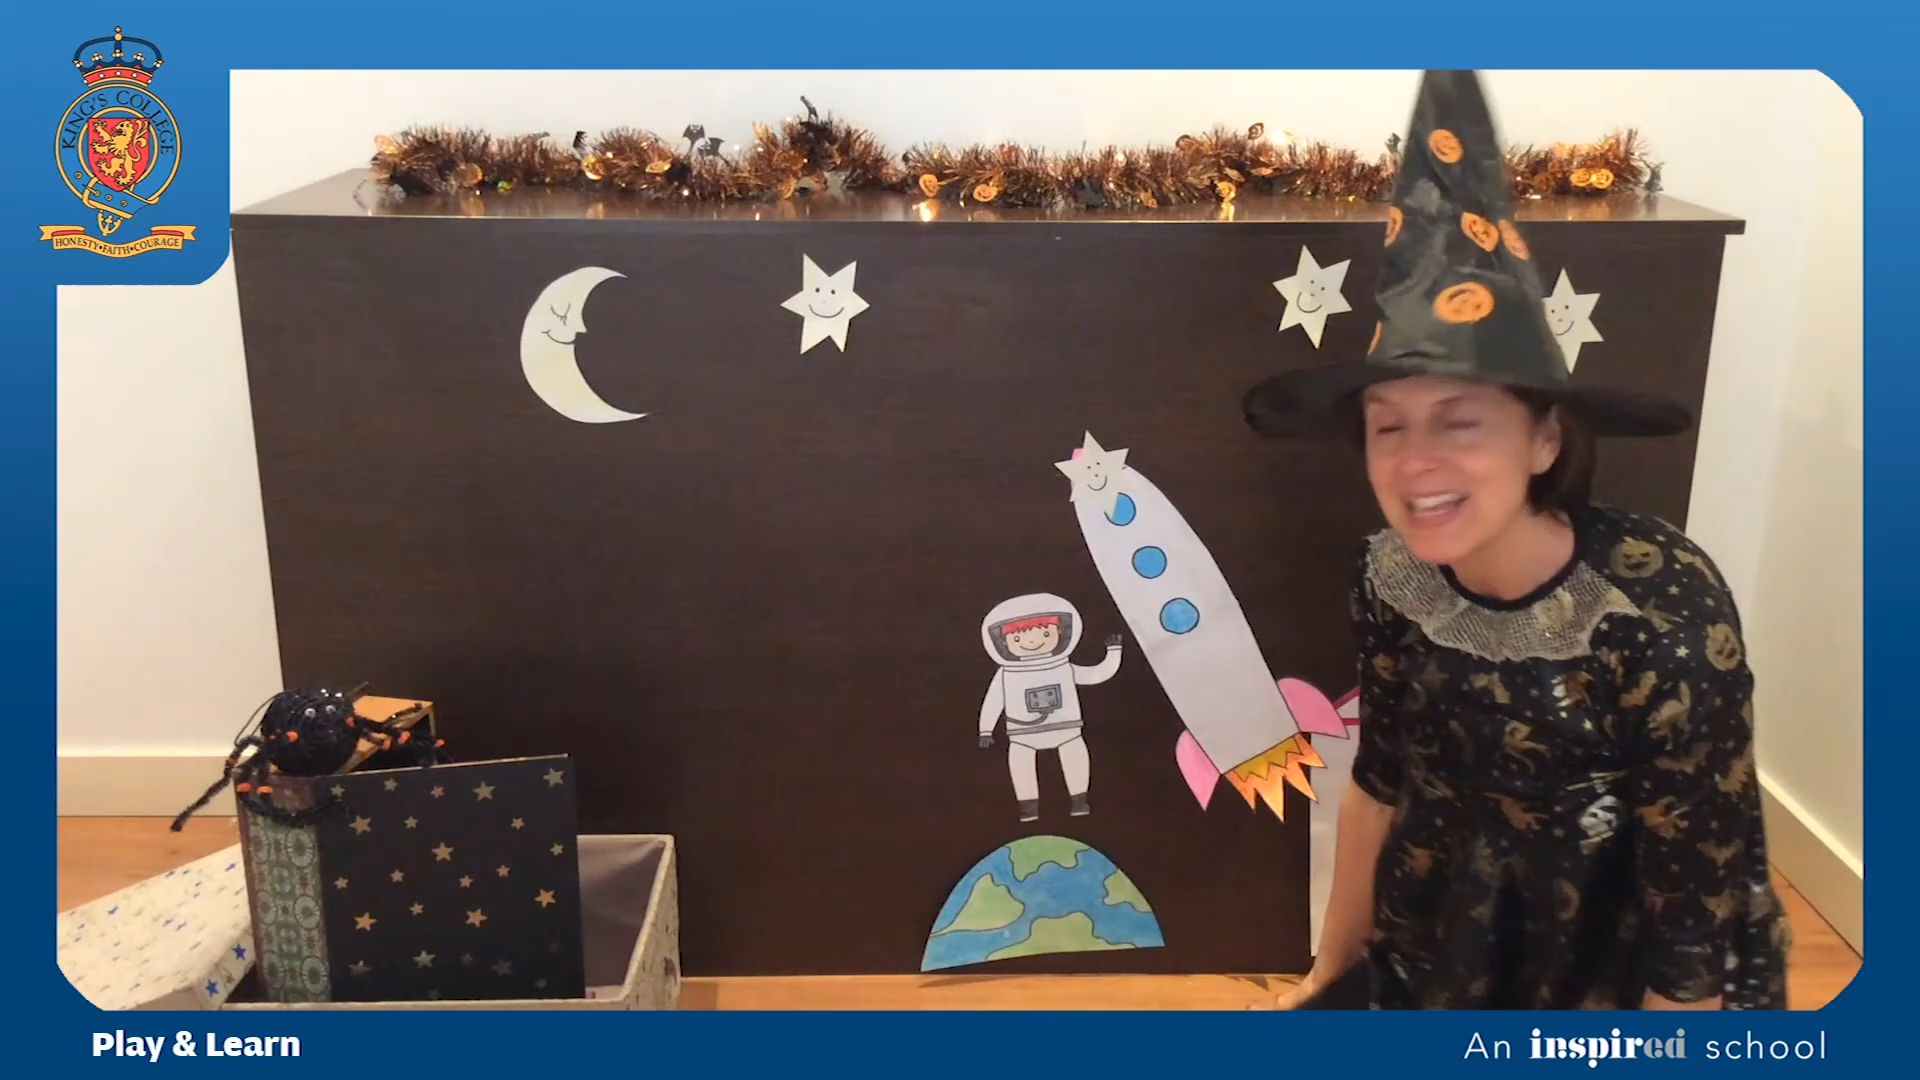 KING'S COLLEGE
HONESTY•FAITH•COURAGE
Play & Learn
An inspired school